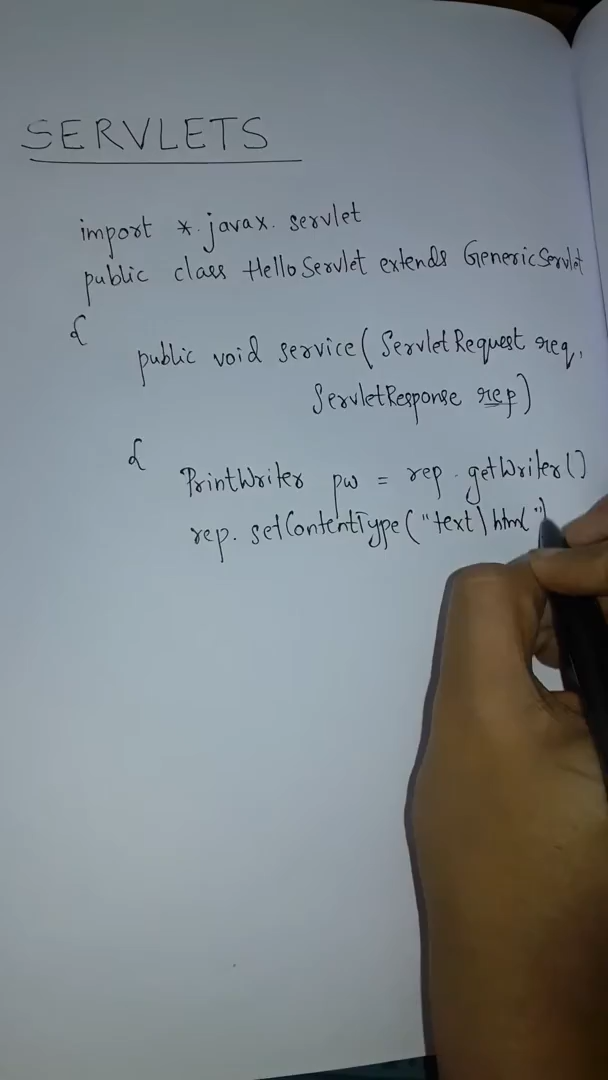 SERVLETS
import *.javax.servlet
public class HelloServlet extends GenericServlet
{
public void service(ServletRequest req,
ServletResponse rep)
{
PrintWriter pw = rep.getWriter()
rep.setContentType("text\html")